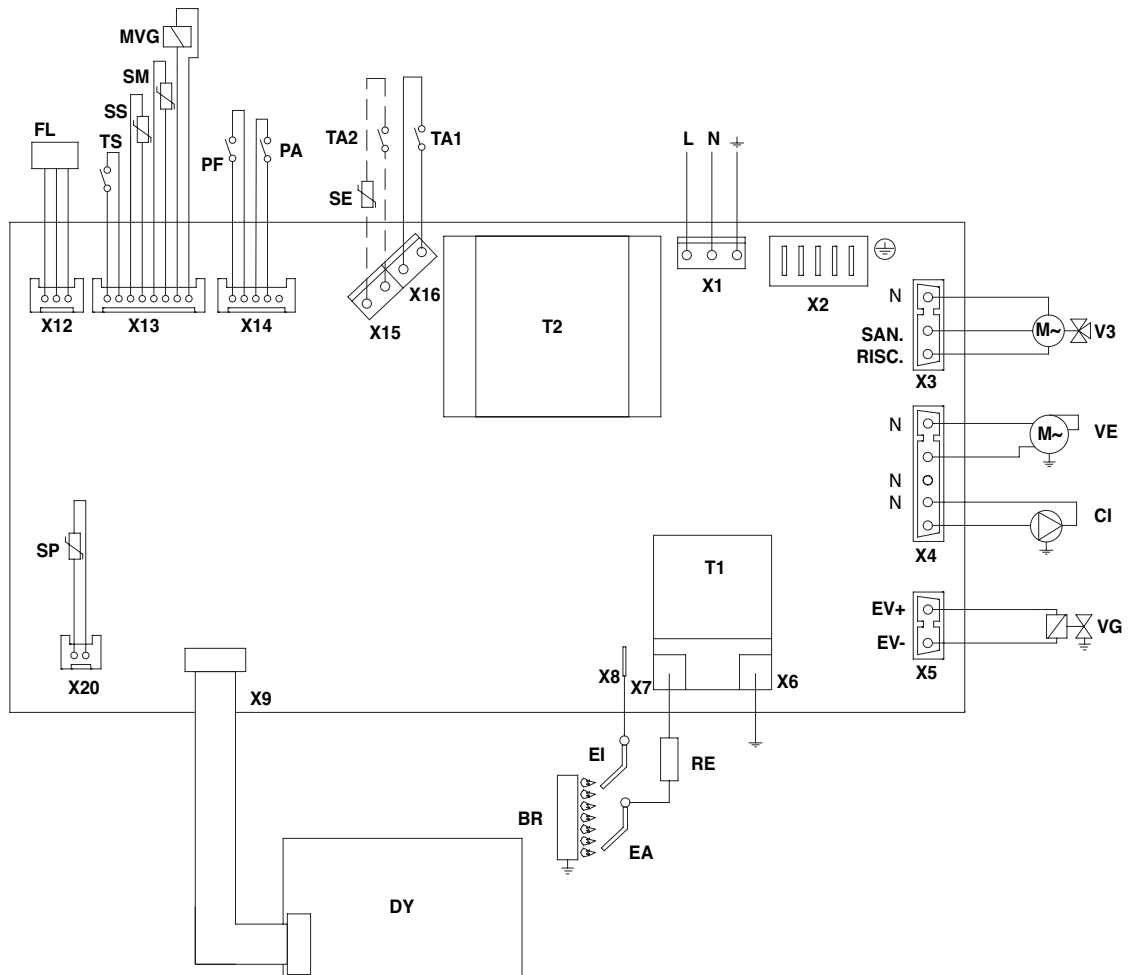 MVG
SM
SS
FL
TS
PF
PA
TA2
TA1
SE
L N
X12
X13
X14
X15
X16
T2
X1
X2
N
SAN.
RISC.
X3
M~
V3
N
N
N
X4
M~
VE
CI
SP
X20
T1
EV+
EV-
X5
VG
X9
X8
X7
X6
EI
RE
BR
EA
DY